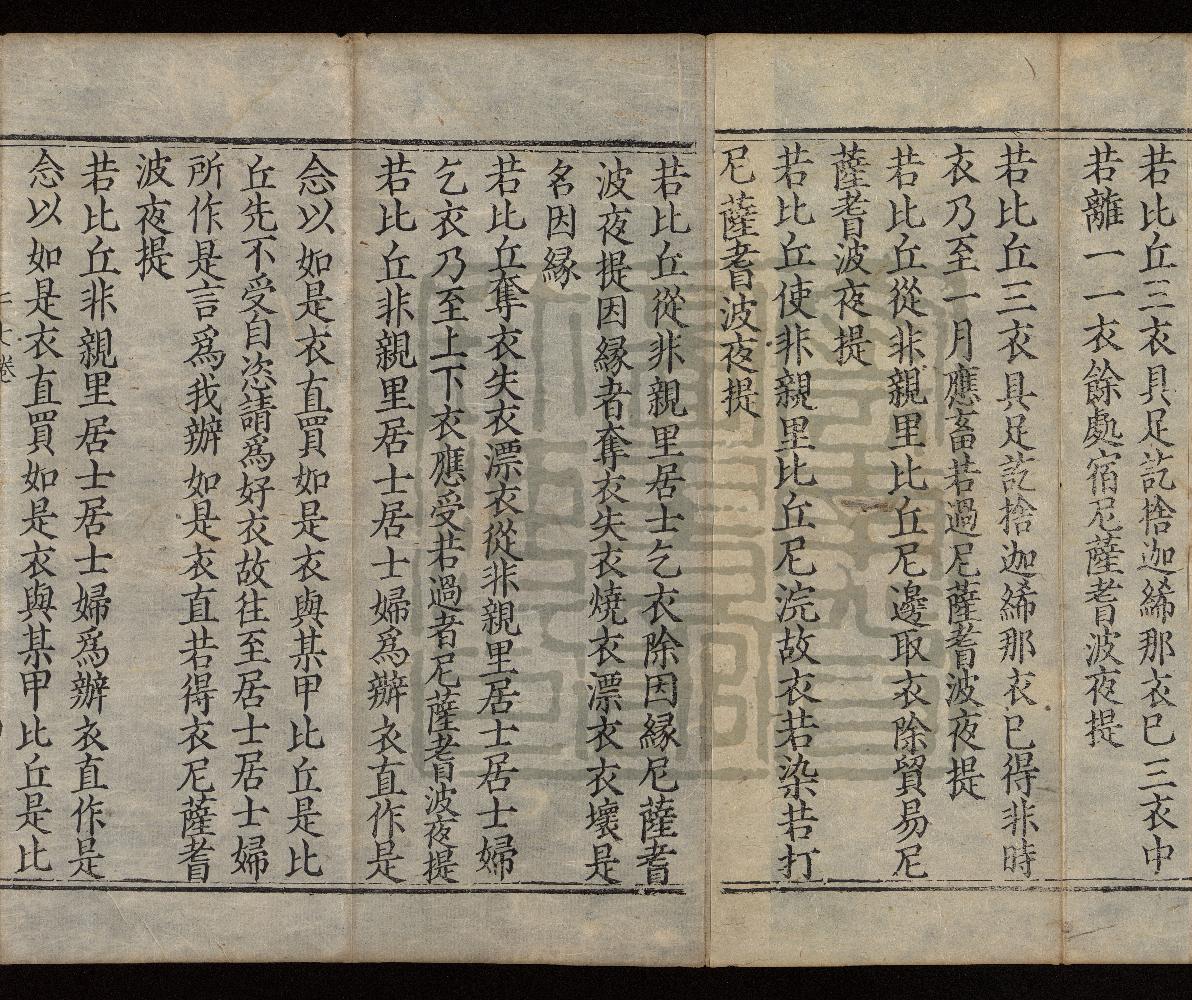 若比丘三衣具足訖捨迦絺那衣巳三衣中
若離一一衣餘處宿尼薩耆波夜提
若比丘三衣具足訖捨迦絺那衣巳得非時
衣乃至一月應畜若過尼薩耆波夜提
若比丘從非親里比丘尼邊取衣除貿易尼
薩耆波夜提
若比丘使非親里比丘尼浣故衣若染若打
尼薩耆波夜提
若比丘從非親里居士乞衣除因緣尼薩耆
波夜提因緣者奪衣失衣燒衣漂衣衣壞是
名因緣
若比丘奪衣失衣漂衣從非親里居士居士婦
乞衣乃至上下衣應受若過者尼薩耆波夜提
若比丘非親里居士居士婦爲辦衣直作是
念以如是衣直買如是衣與某甲比丘是比
丘先不受自恣請爲好衣故往至居士居士婦
所作是言爲我辦如是衣直若得衣尼薩耆
波夜提
若比丘非親里居士居士婦爲辦衣直作是
念以如是衣直買如是衣與某甲比丘是比